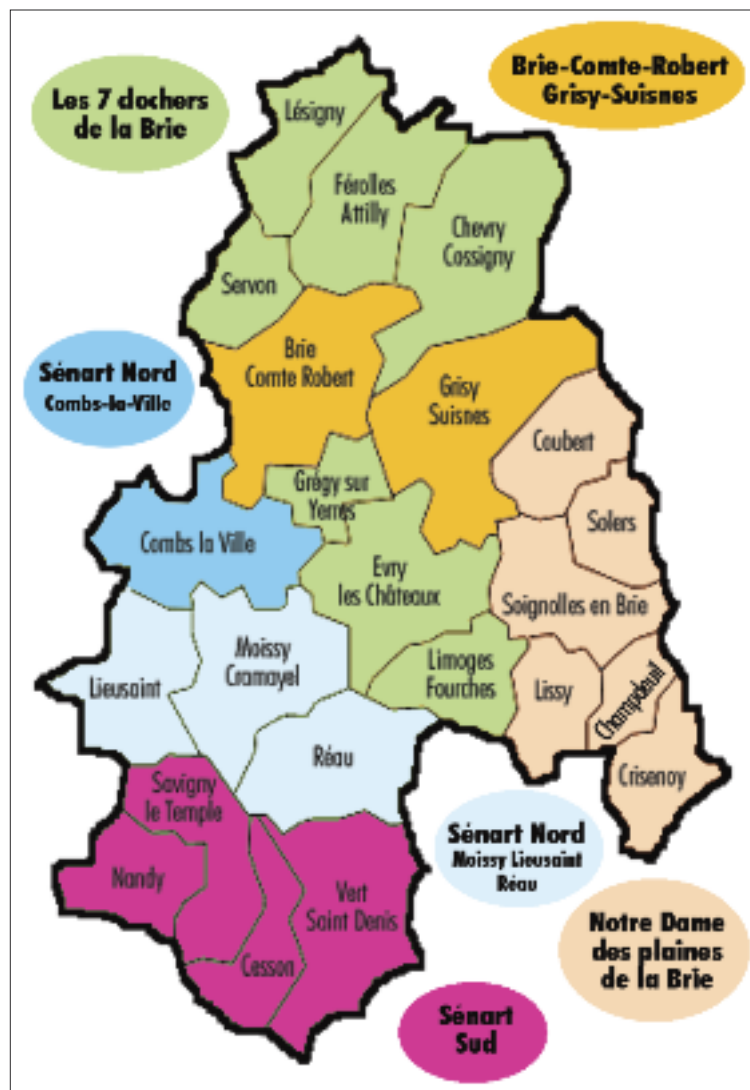 Les 7 clochers
de la Brie
Brie-Comte-Robert
Grisy-Suisnes
Lésigny
Férolles
Attilly
Chevry
Cossigny
Servon
Brie
Comte Robert
Sénart Nord
Combs-la-Ville
Grisy
Suisnes
Coubert
Grégy sur
Yerres
Solers
Combs la Ville
Evry
les Châteaux
Soignolles en Brie
Moissy
Cramayel
Lieusaint
Limoges
Fourches
Lissy
Champdeuil
Réau
Crisenoy
Savigny
le Temple
Sénart Nord
Moissy Lieusaint
Réau
Nandy
Vert
Saint Denis
Cesson
Notre Dame
des plaines
de la Brie
Sénart
Sud